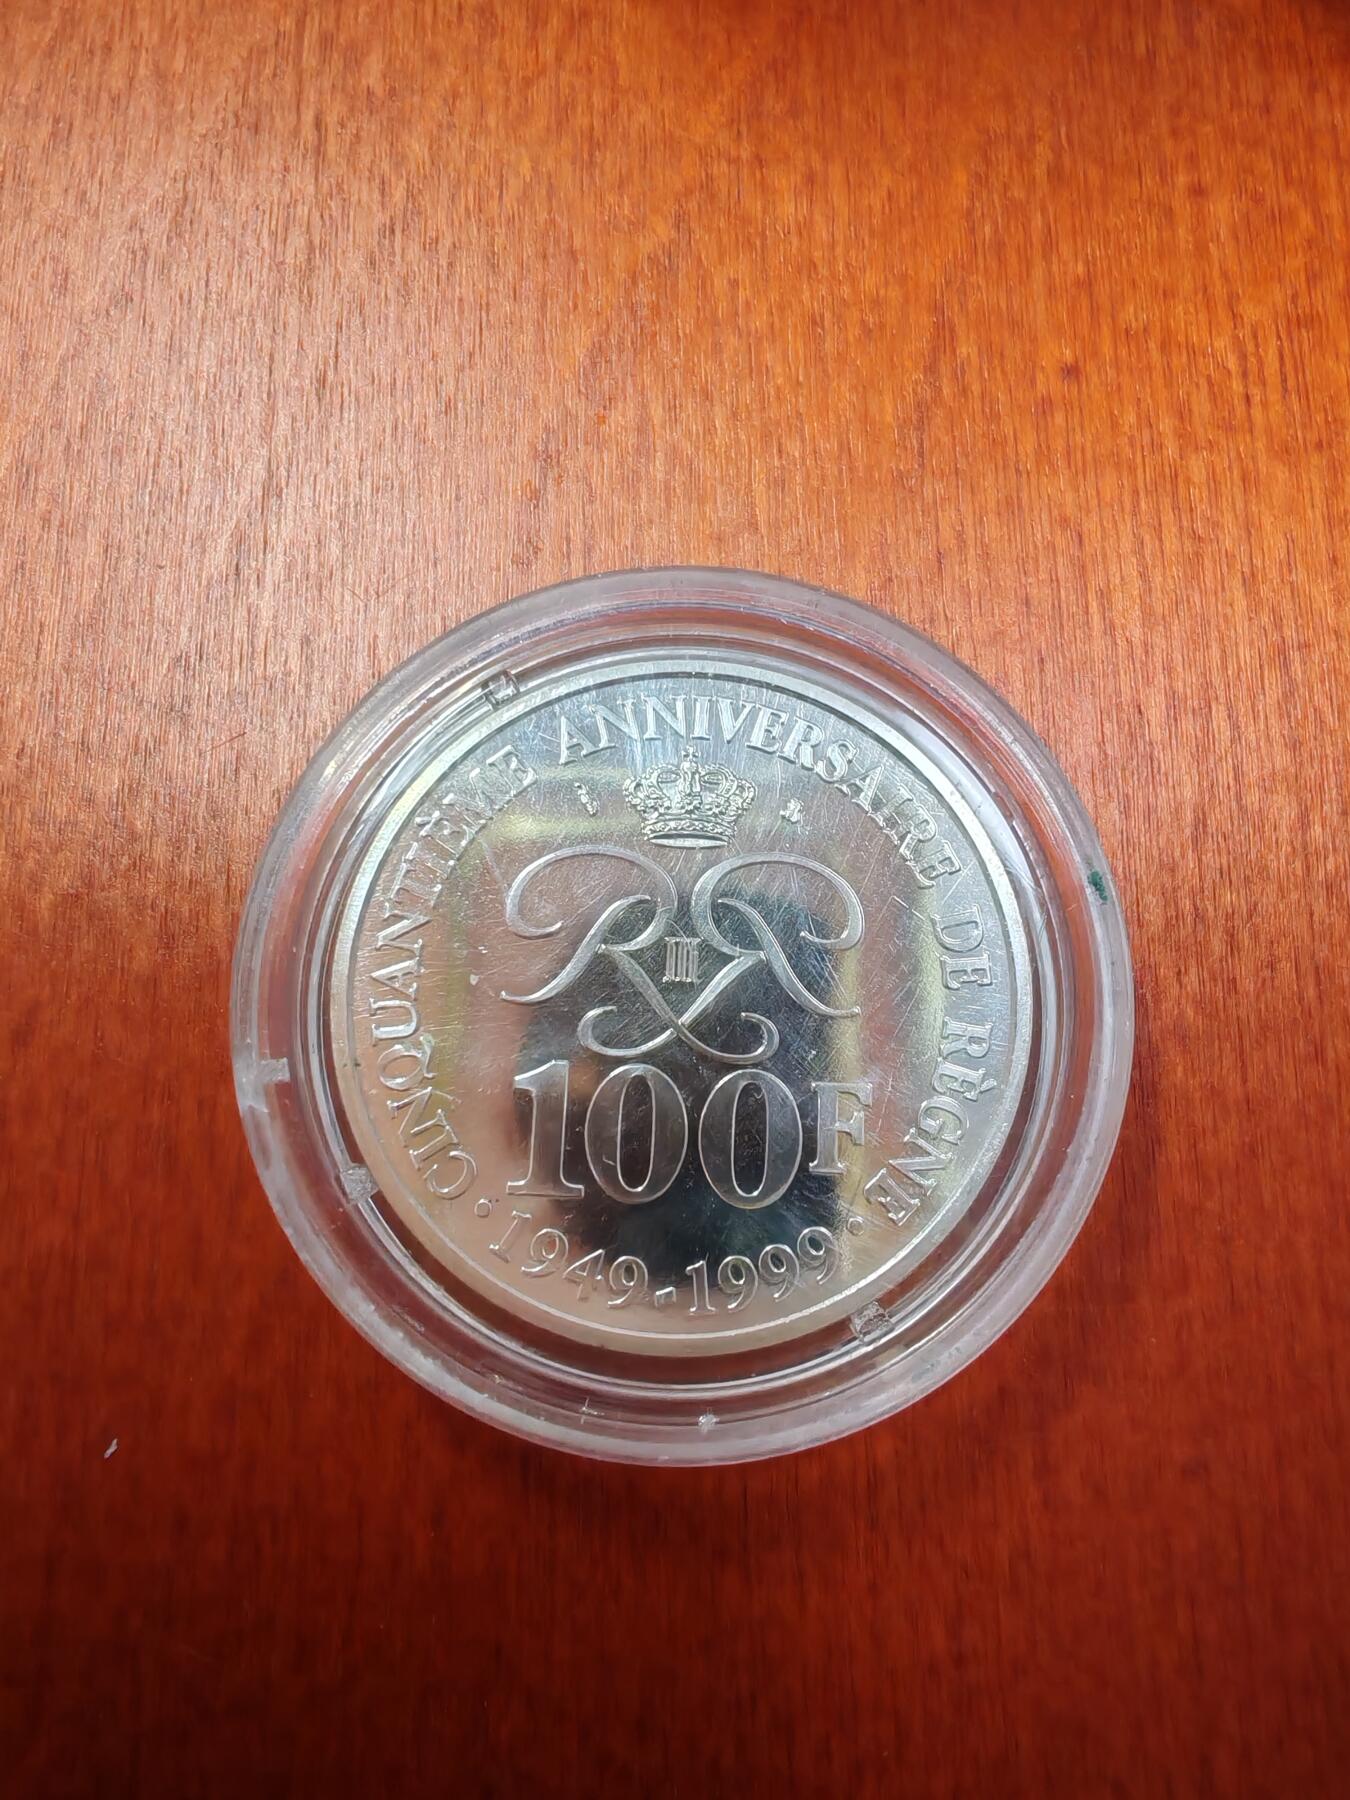 CINQUANTIÈME ANNIVERSAIRE DE RÈGNE
III
100F
· 1949-1999 ·